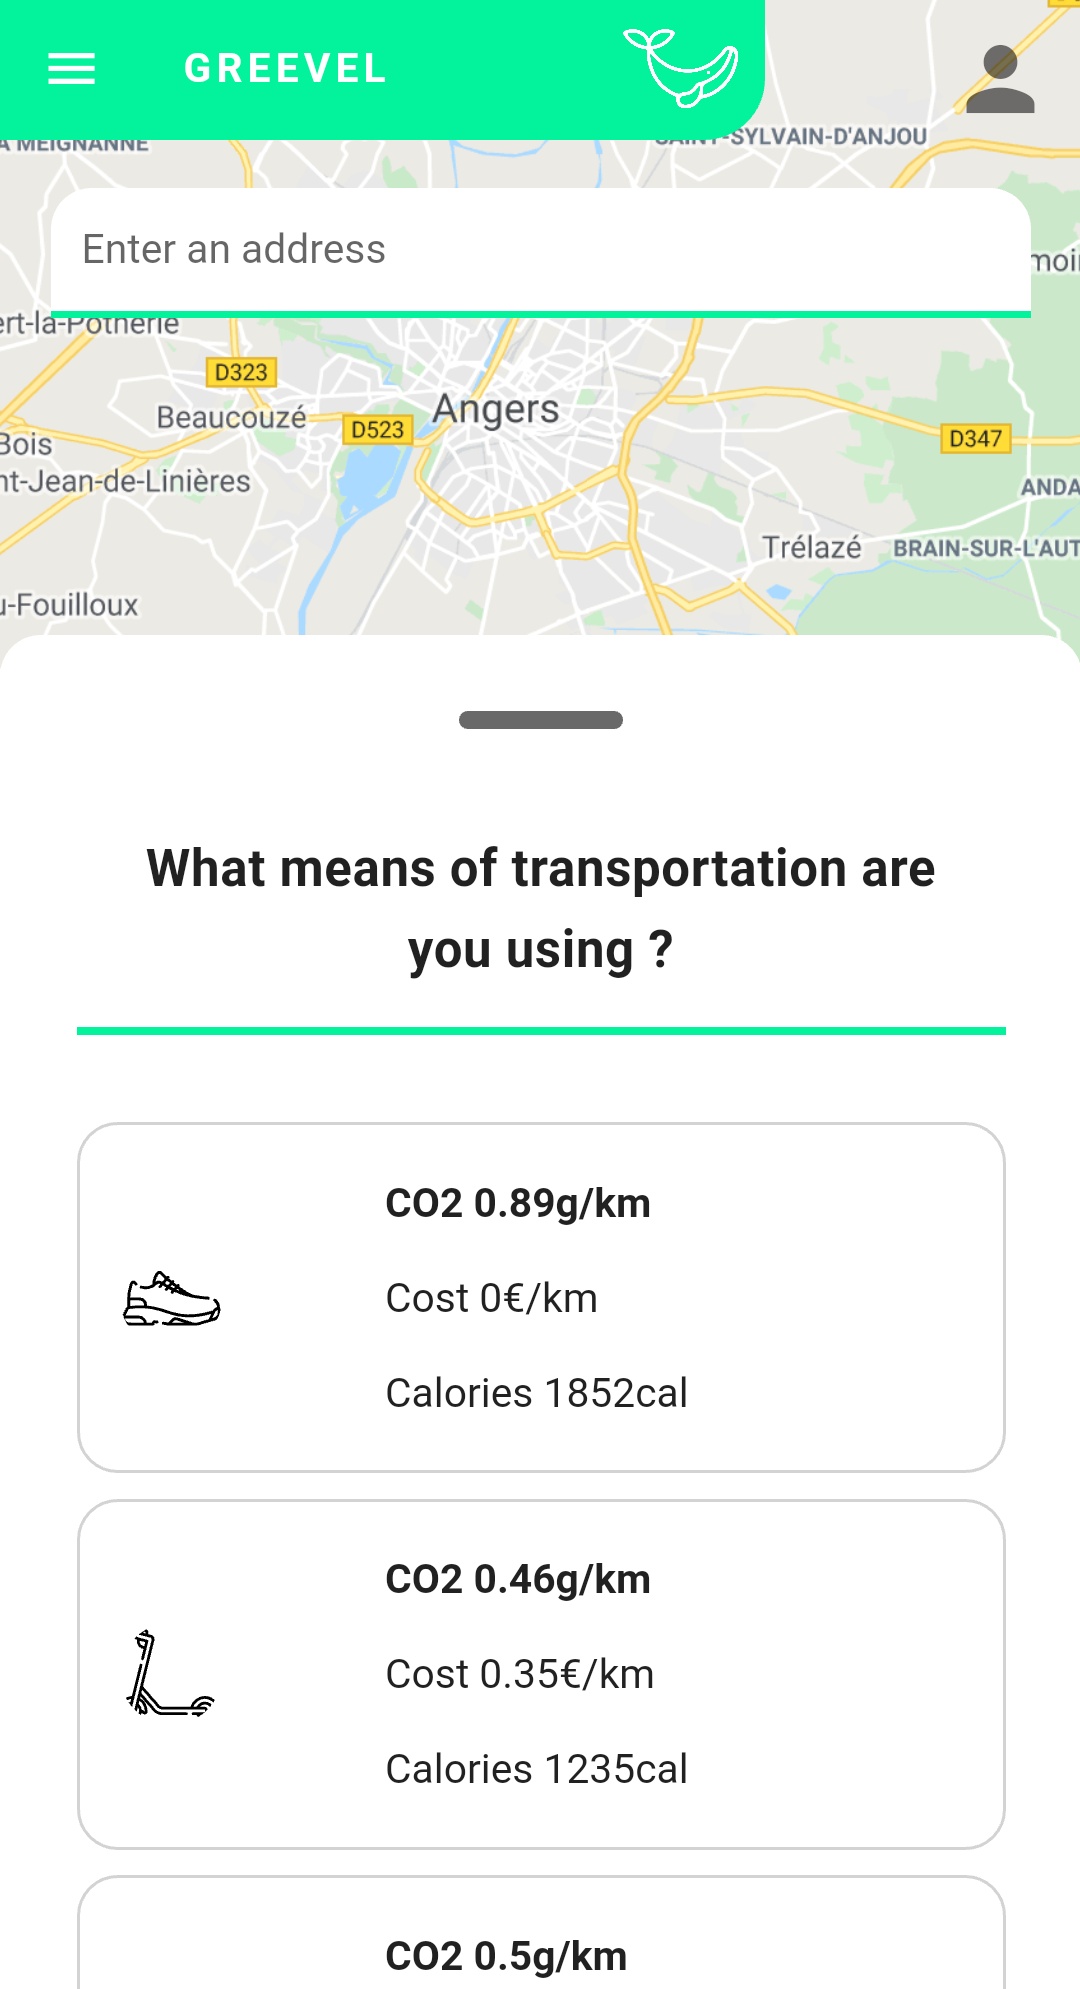 GREEVEL
A MEIGNANNE
SAINT-SYLVAIN-D'ANJOU
Enter an address
moi
ert-la-Potherie
D323
Angers
Beaucouzé
D523
D347
Bois
nt-Jean-de-Linières
ANDA
Trélazé
BRAIN-SUR-L'AUT
u-Fouilloux
What means of transportation are
you using ?
CO2 0.89g/km
Cost 0€/km
Calories 1852cal
CO2 0.46g/km
Cost 0.35€/km
Calories 1235cal
CO2 0.5g/km